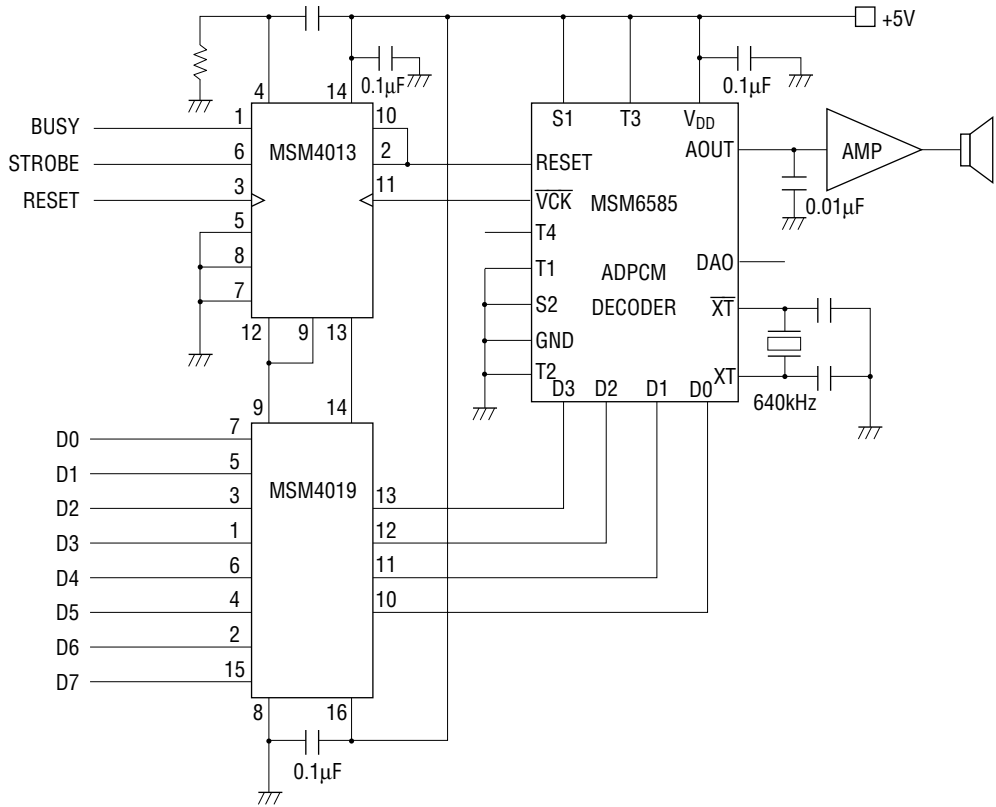 +5V
4
14
0.1µF
0.1µF
BUSY
1
10
S1
T3
VDD
MSM4013
AOUT
AMP
STROBE
6
2
RESET
RESET
3
11
V̅C̅K̅
MSM6585
0.01µF
5
T4
8
T1
ADPCM
DAO
7
S2
DECODER
X̅T̅
12
9
13
GND
T2
XT
D3
D2
D1
D0
640kHz
9
14
D0
7
D1
5
MSM4019
D2
3
13
D3
1
12
D4
6
11
D5
4
10
D6
2
D7
15
8
16
0.1µF